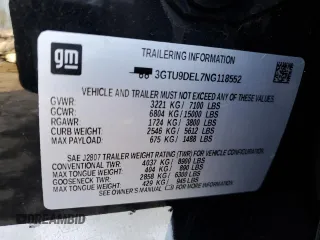 gm
TRAILERING INFORMATION
3GTU9DEL7NG118562
VEHICLE AND TRAILER MUST NOT EXCEED ANY OF THESE WEIGHTS
GVWR: 3221 KG/ 7100 LBS
GCWR: 6804 KG/15000 LBS
RGAWR: 1724 KG/ 3800 LBS
CURB WEIGHT: 2546 KG/ 5612 LBS
MAX PAYLOAD: 675 KG/ 1488 LBS
SAE J2807 TRAILER WEIGHT RATING (TWR) FOR VEHICLE CONFIGURATION.
CONVENTIONAL TWR: 4037 KG/ 8900 LBS
MAX TONGUE WEIGHT: 404 KG/ 890 LBS
GOOSENECK TWR: 2858 KG/ 6300 LBS
MAX TONGUE WEIGHT: 429 KG/ 945 LBS
SEE OWNER'S MANUAL FOR ADDITIONAL INFORMATION
AUTOBIDMASTER